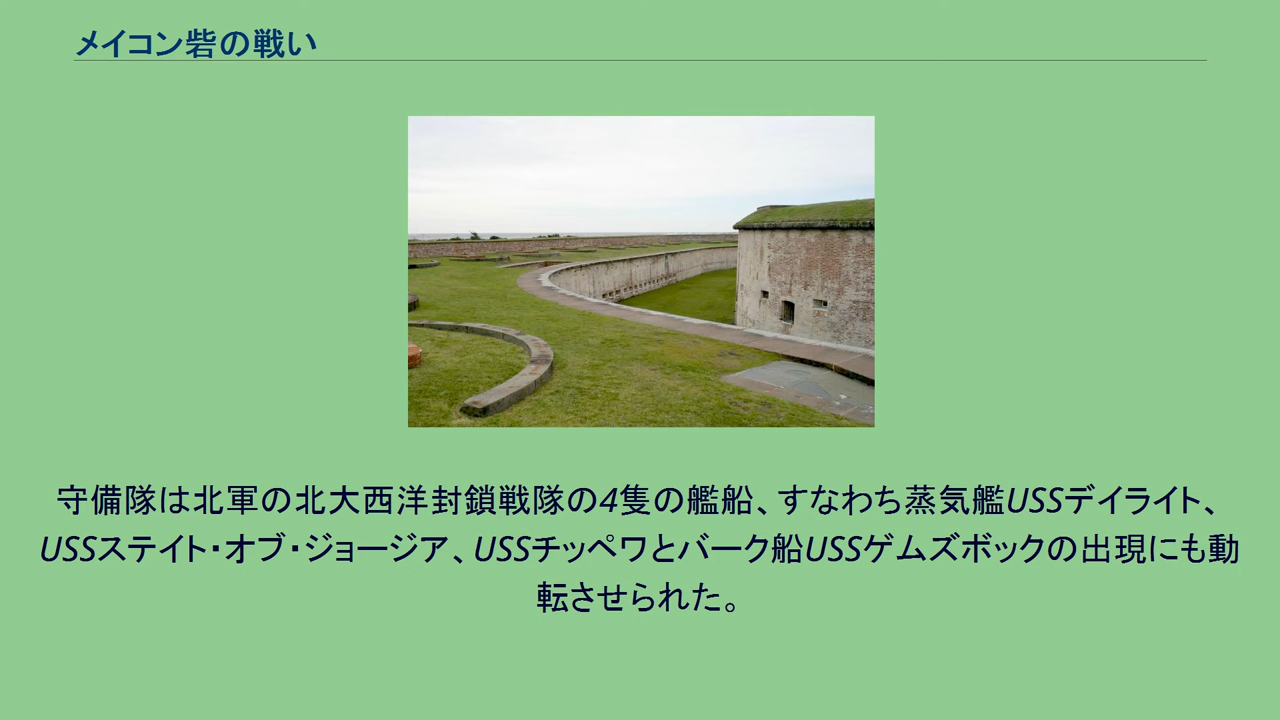 メイコン砦の戦い
守備隊は北軍の北大西洋封鎖戦隊の4隻の艦船、すなわち蒸気艦USSデイライト、
USSステイト・オブ・ジョージア、USSチッペワとバーク船USSゲムズボックの出現にも動
転させられた。